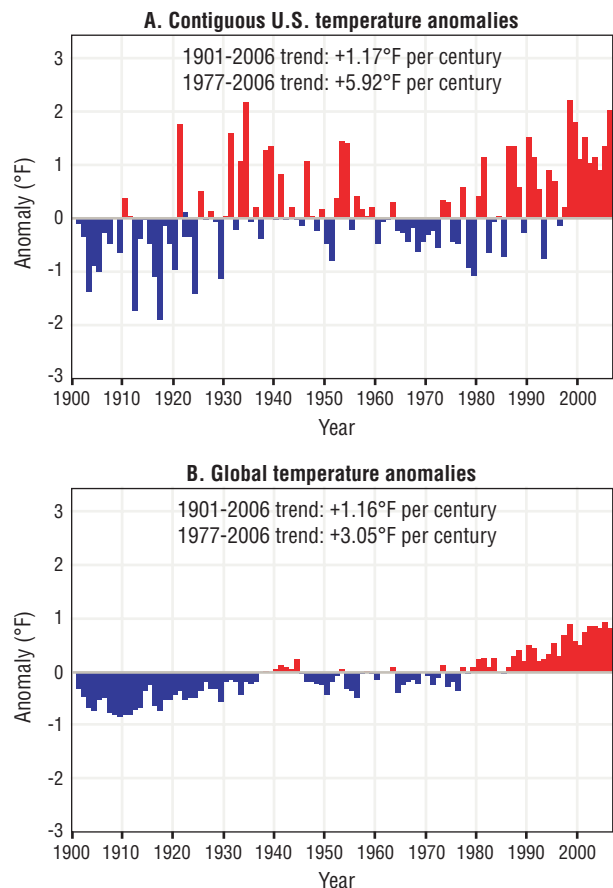 A. Contiguous U.S. temperature anomalies
1901-2006 trend: +1.17°F per century
1977-2006 trend: +5.92°F per century
Anomaly (°F)
3
2
1
0
-1
-2
-3
1900 1910 1920 1930 1940 1950 1960 1970 1980 1990 2000
Year
B. Global temperature anomalies
1901-2006 trend: +1.16°F per century
1977-2006 trend: +3.05°F per century
Anomaly (°F)
3
2
1
0
-1
-2
-3
1900 1910 1920 1930 1940 1950 1960 1970 1980 1990 2000
Year